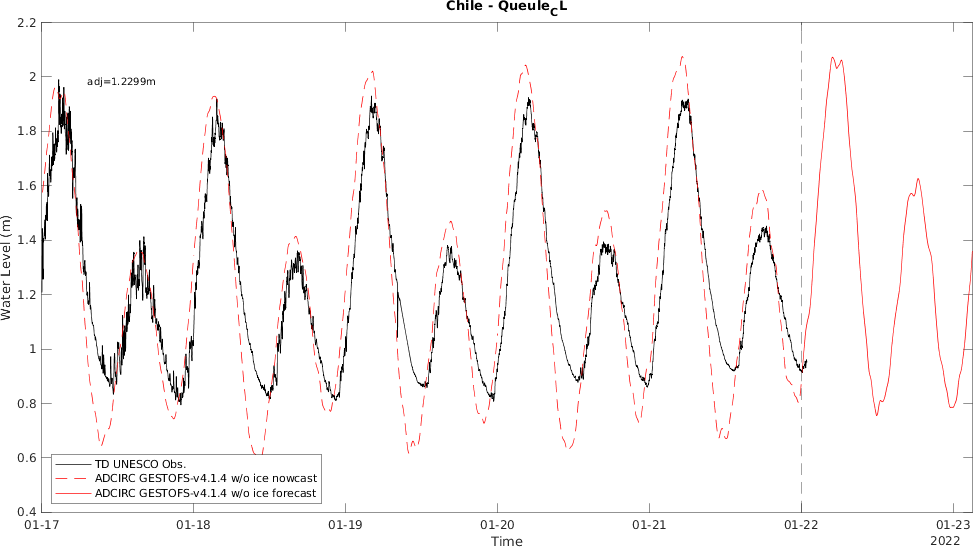 Chile - Queule_CL
2.2
2
1.8
1.6
1.4
1.2
1
0.8
0.6
0.4
Water Level (m)
adj=1.2299m
TD UNESCO Obs.
ADCIRC GESTOFS-v4.1.4 w/o ice nowcast
ADCIRC GESTOFS-v4.1.4 w/o ice forecast
01-17
01-18
01-19
01-20
01-21
01-22
01-23
Time
2022